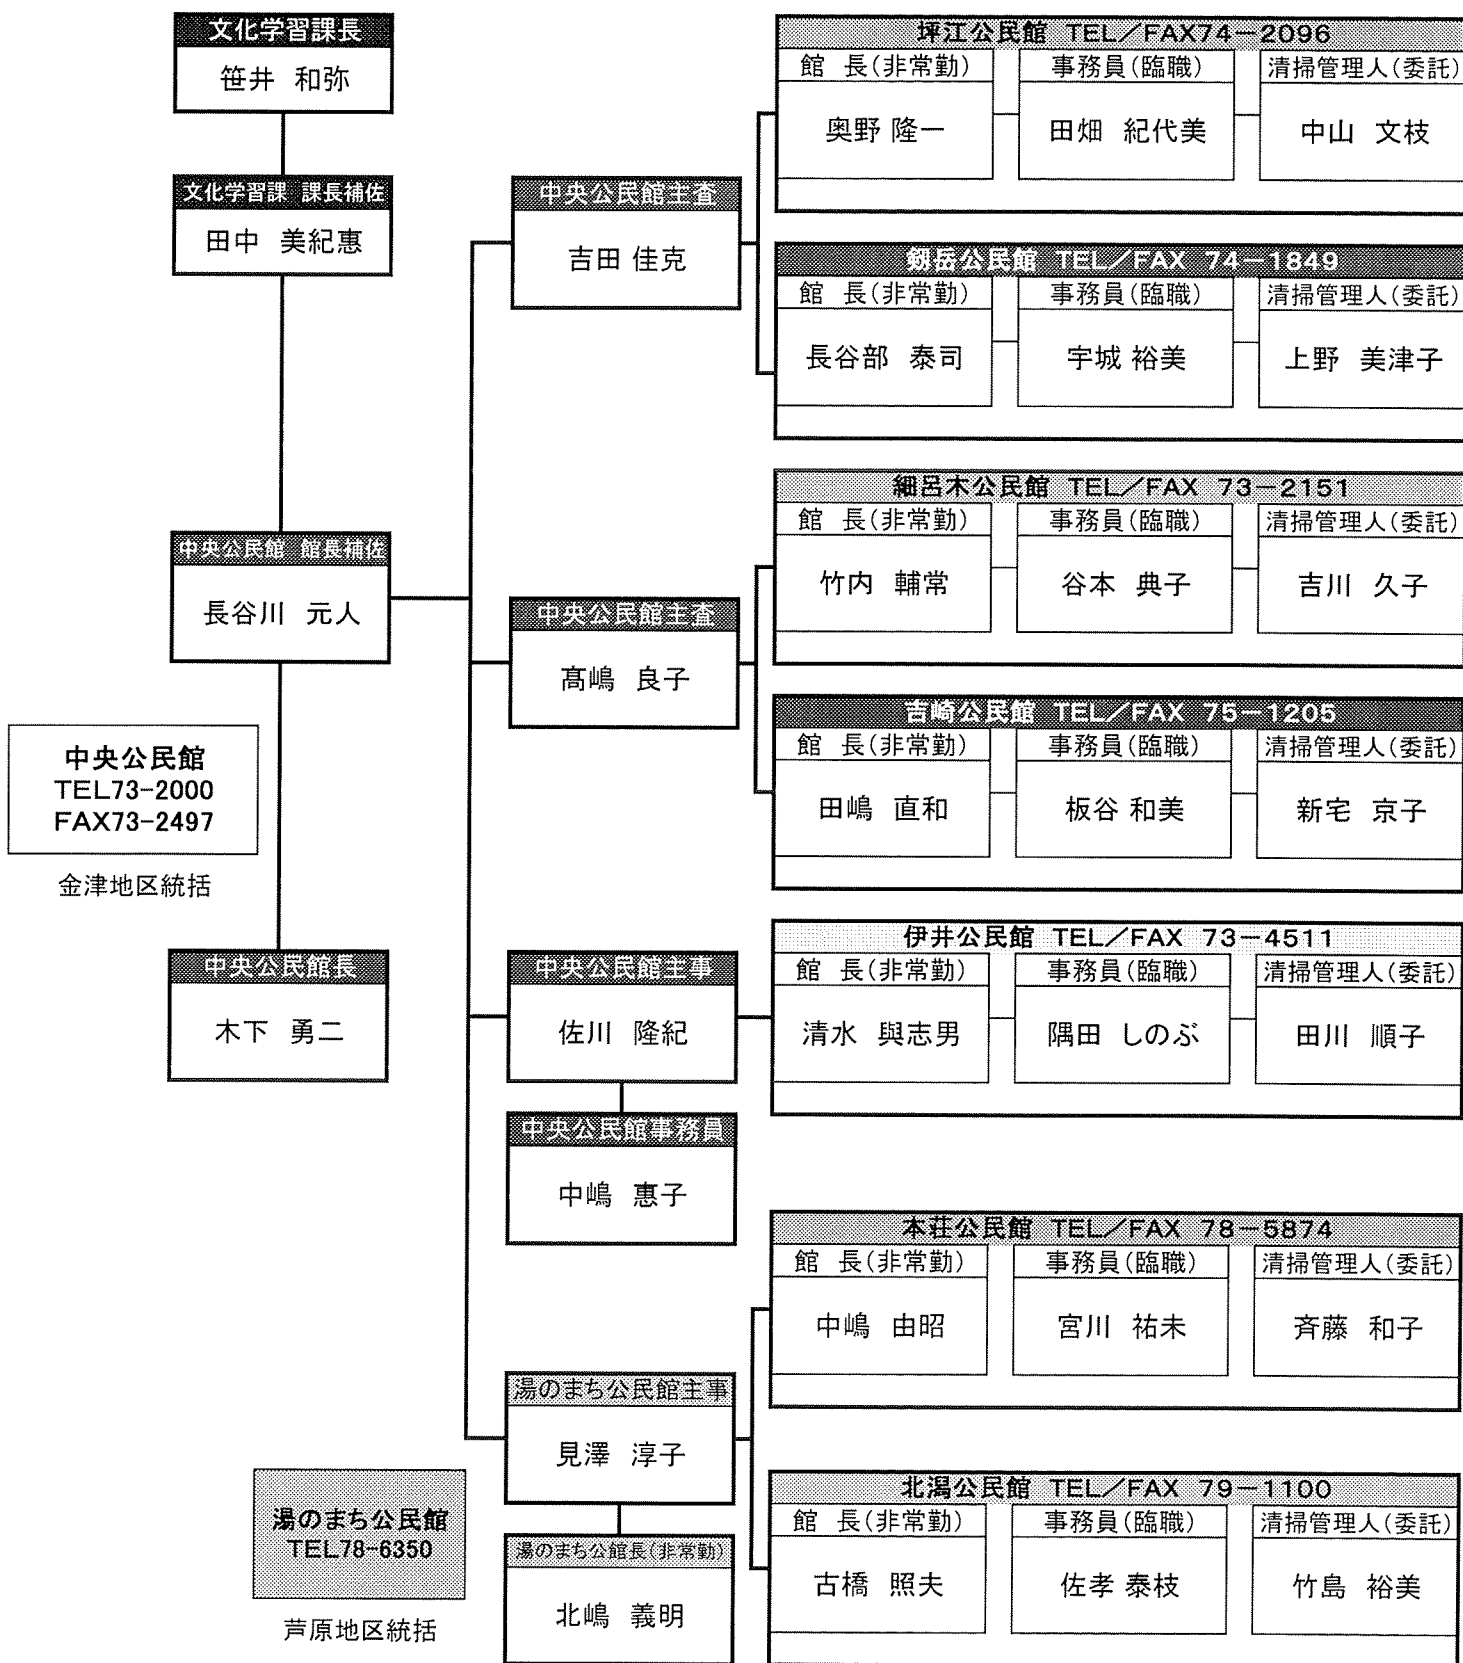 文化学習課長
笹井 和弥
文化学習課 課長補佐
田中 美紀恵
中央公民館 館長補佐
長谷川 元人
中央公民館
TEL73-2000
FAX73-2497
金津地区統括
中央公民館長
木下 勇二
中央公民館主査
吉田 佳克
坪江公民館 TEL/FAX74-2096
館 長(非常勤) 事務員(臨職) 清掃管理人(委託)
奥野 隆一 田畑 紀代美 中山 文枝
剱岳公民館 TEL/FAX 74-1849
館 長(非常勤) 事務員(臨職) 清掃管理人(委託)
長谷部 泰司 宇城 裕美 上野 美津子
中央公民館主査
髙嶋 良子
細呂木公民館 TEL/FAX 73-2151
館 長(非常勤) 事務員(臨職) 清掃管理人(委託)
竹内 輔常 谷本 典子 吉川 久子
吉崎公民館 TEL/FAX 75-1205
館 長(非常勤) 事務員(臨職) 清掃管理人(委託)
田嶋 直和 板谷 和美 新宅 京子
中央公民館主事
佐川 隆紀
中央公民館事務員
中嶋 惠子
伊井公民館 TEL/FAX 73-4511
館 長(非常勤) 事務員(臨職) 清掃管理人(委託)
清水 與志男 隅田 しのぶ 田川 順子
湯のまち公民館主事
見澤 淳子
湯のまち公館長(非常勤)
北嶋 義明
湯のまち公民館
TEL78-6350
芦原地区統括
本荘公民館 TEL/FAX 78-5874
館 長(非常勤) 事務員(臨職) 清掃管理人(委託)
中嶋 由昭 宮川 祐未 斉藤 和子
北潟公民館 TEL/FAX 79-1100
館 長(非常勤) 事務員(臨職) 清掃管理人(委託)
古橋 照夫 佐孝 泰枝 竹島 裕美